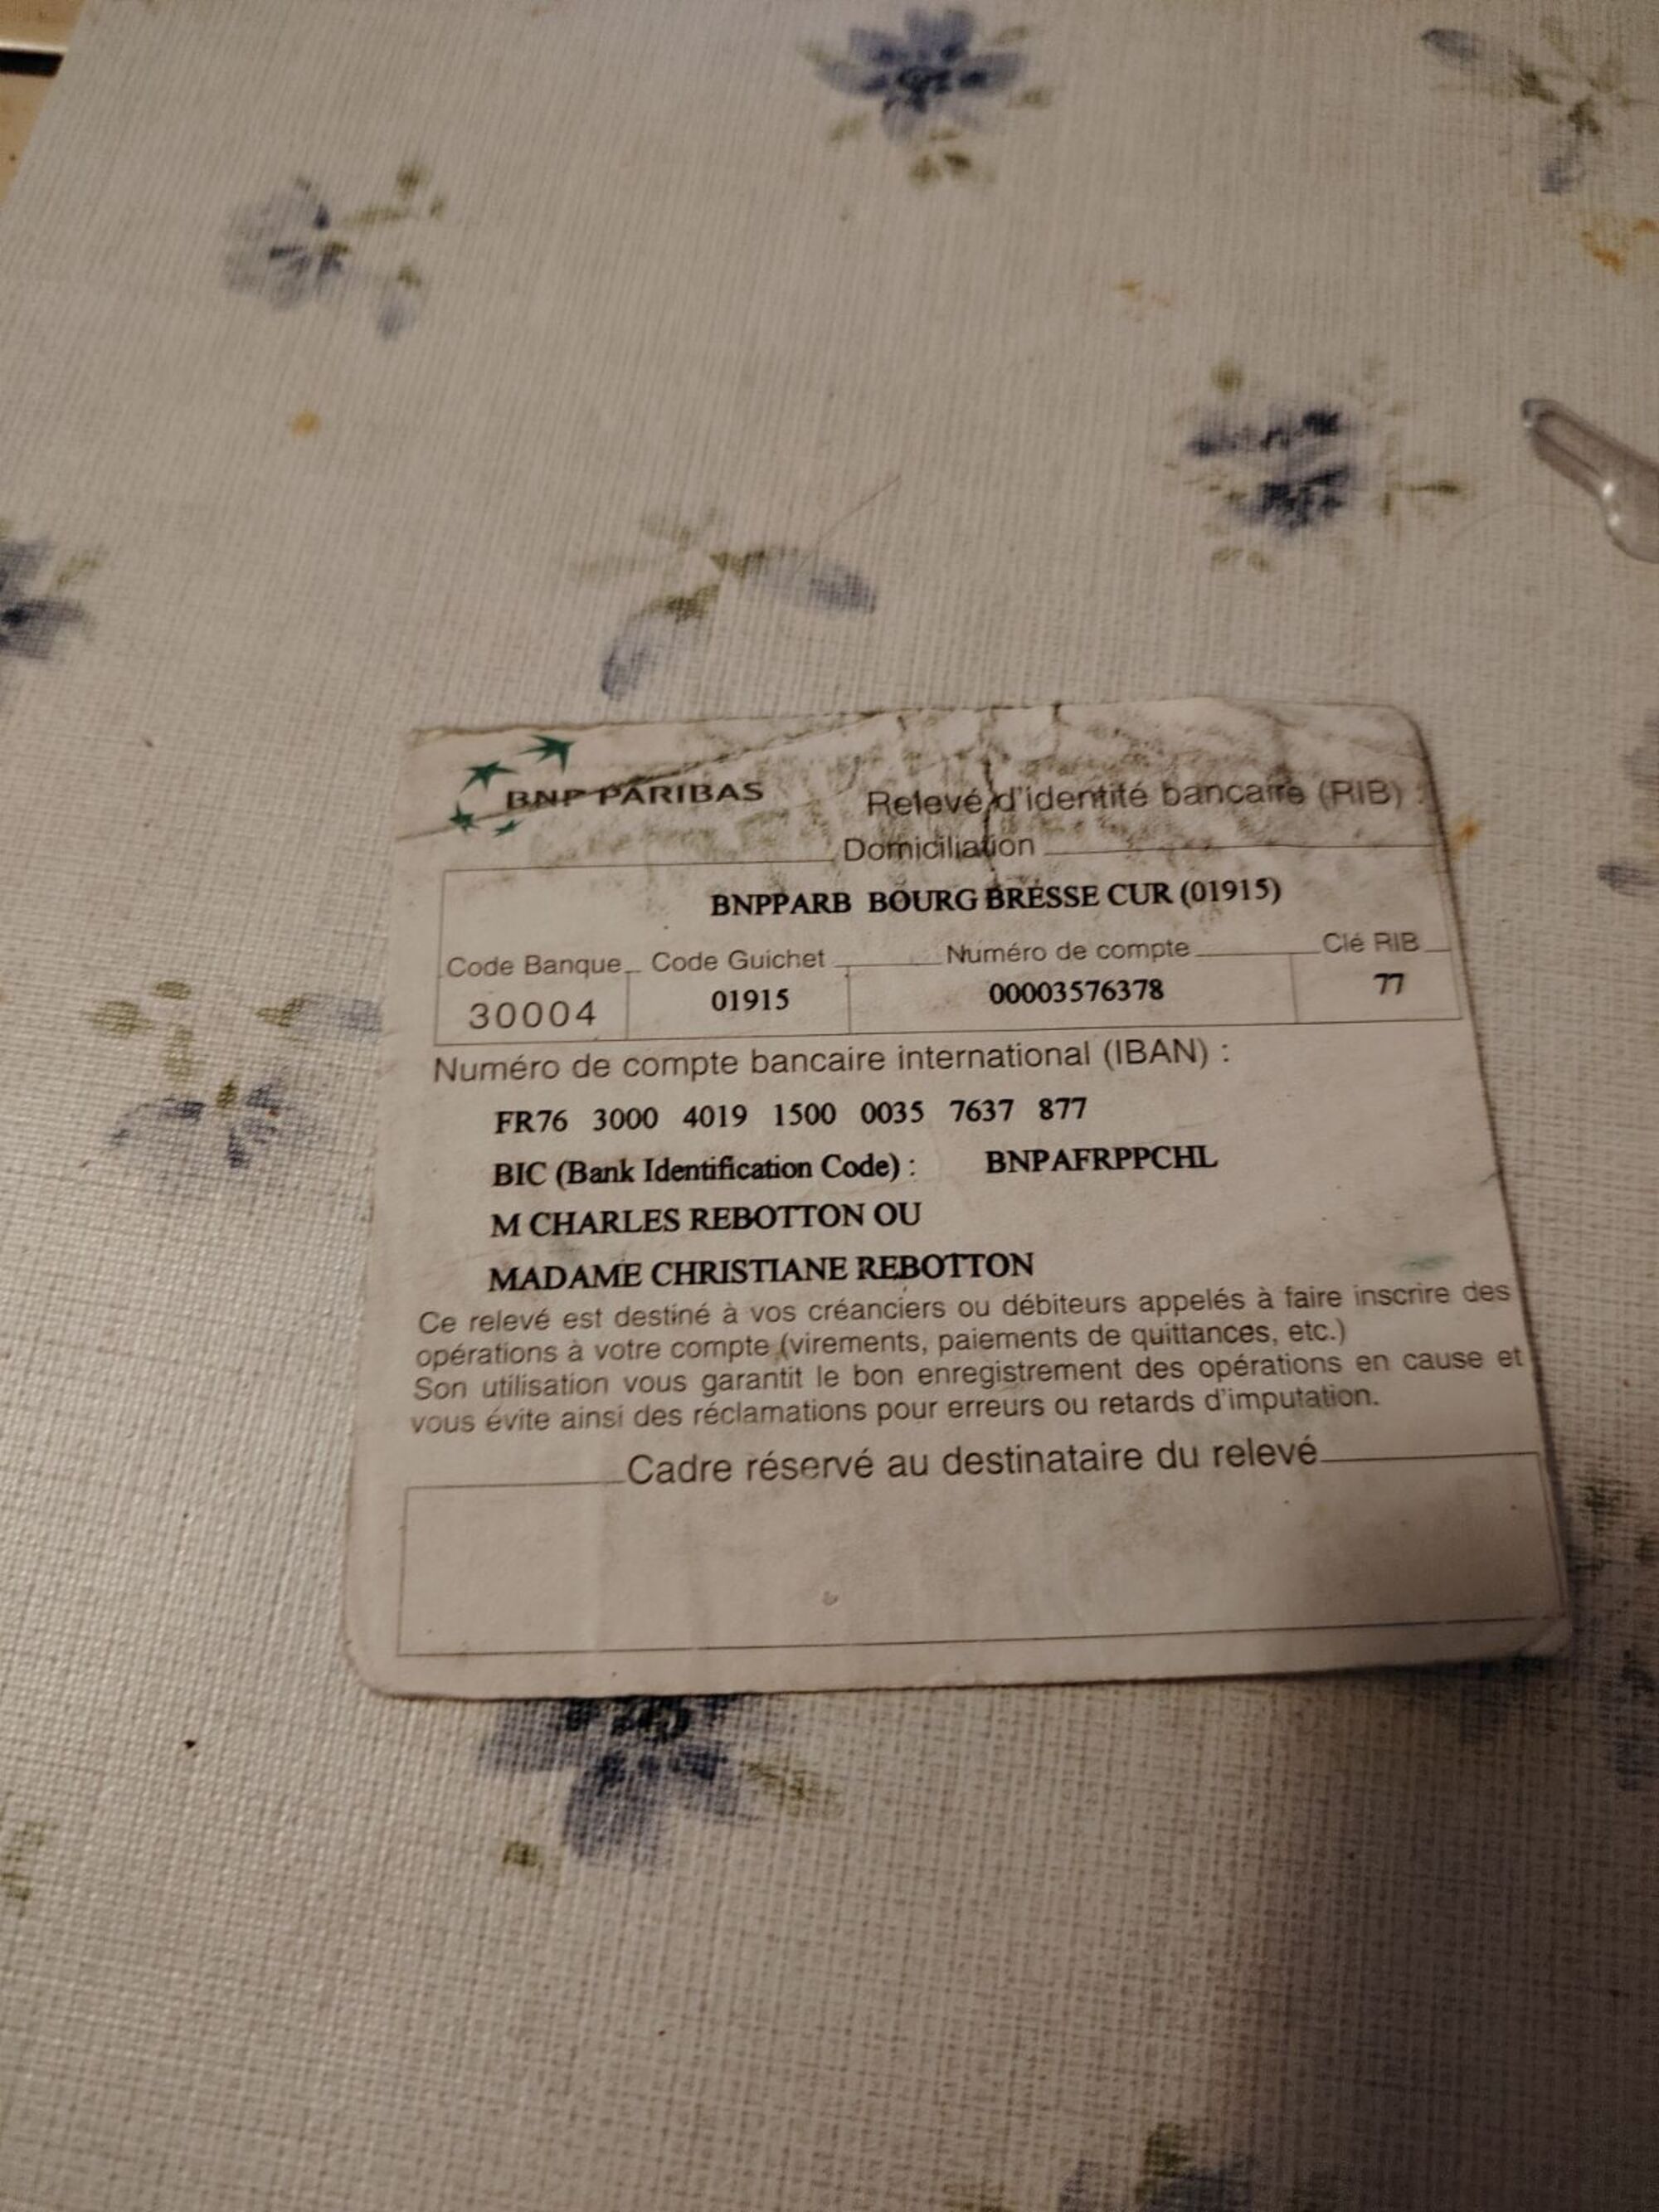 BNP PARIBAS
Relevé d'identité bancaire (RIB) :
Domiciliation
BNPPARB BOURG BRESSE CUR (01915)
Code Banque Code Guichet Numéro de compte Clé RIB
30004 01915 00003576378 77
Numéro de compte bancaire international (IBAN) :
FR76 3000 4019 1500 0035 7637 877
BIC (Bank Identification Code) : BNPAFRPPCHL
M CHARLES REBOTTON OU
MADAME CHRISTIANE REBOTTON
Ce relevé est destiné à vos créanciers ou débiteurs appelés à faire inscrire des
opérations à votre compte (virements, paiements de quittances, etc.)
Son utilisation vous garantit le bon enregistrement des opérations en cause et
vous évite ainsi des réclamations pour erreurs ou retards d'imputation.
Cadre réservé au destinataire du relevé